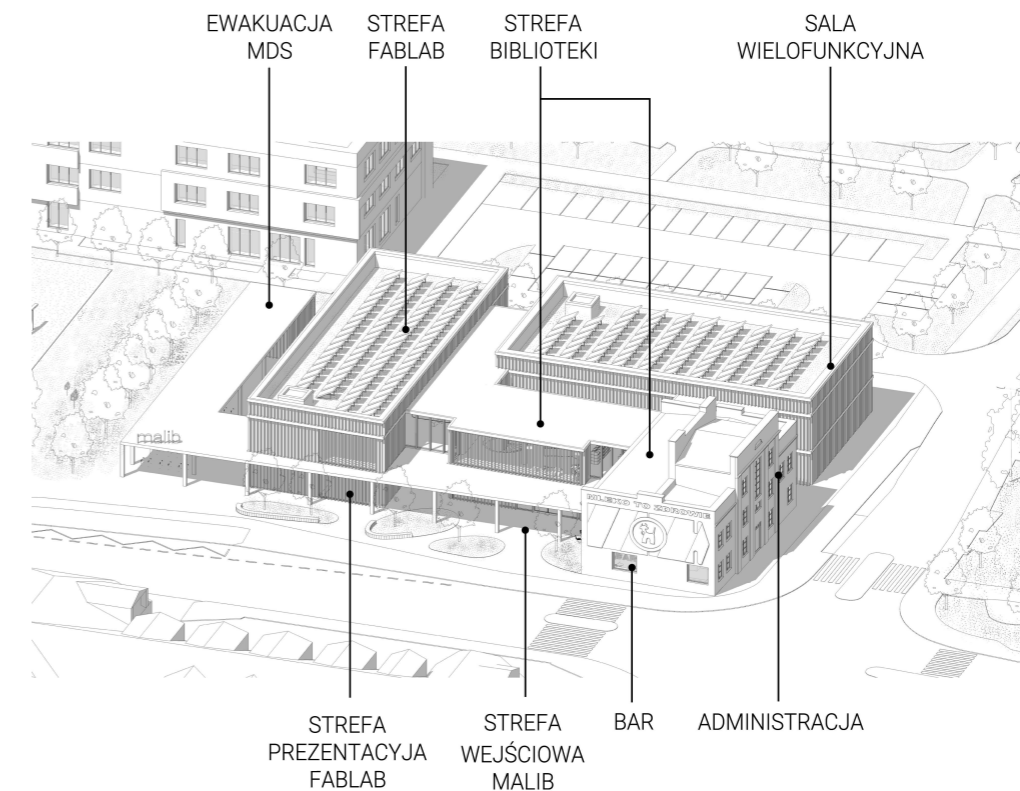 EWAKUACJA
MDS
STREFA
FABLAB
STREFA
BIBLIOTEKI
SALA
WIELOFUNKCYJNA
malib
MLEKO TO ZDROWIE
BAR
STREFA
PREZENTACYJA
FABLAB
STREFA
WEJŚCIOWA
MALIB
BAR
ADMINISTRACJA